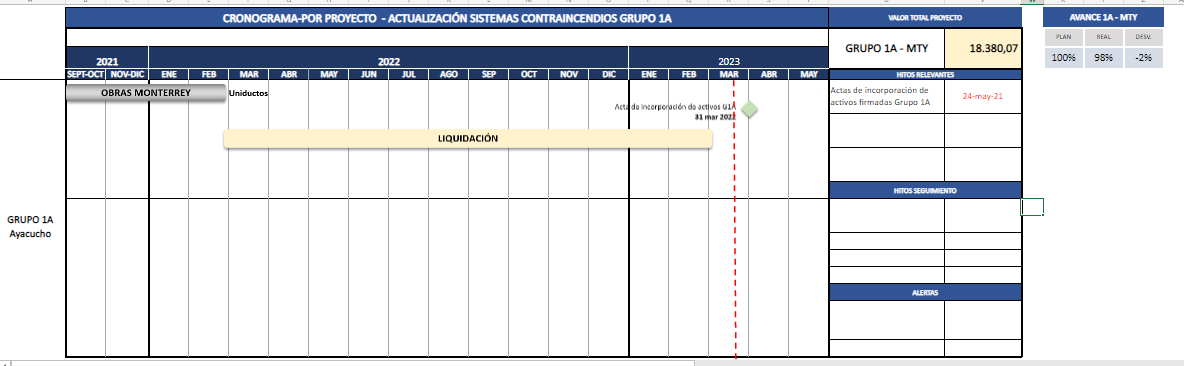 CRONOGRAMA-POR PROYECTO - ACTUALIZACIÓN SISTEMAS CONTRAINCENDIOS GRUPO 1A
VALOR TOTAL PROYECTO
AVANCE 1A - MTY
PLAN REAL DESV.
100% 98% -2%
GRUPO 1A - MTY 18.380,07
2021 2022 2023
SEPT-OCT NOV-DIC ENE FEB MAR ABR MAY JUN JUL AGO SEP OCT NOV DIC ENE FEB MAR ABR MAY
HITOS RELEVANTES
OBRAS MONTERREY Uniductos
Acta de incorporación de activos G1A
31 mar 2022
Actas de incorporación de
activos firmadas Grupo 1A
24-may-21
LIQUIDACIÓN
HITOS SEGUIMIENTO
GRUPO 1A
Ayacucho
ALERTAS